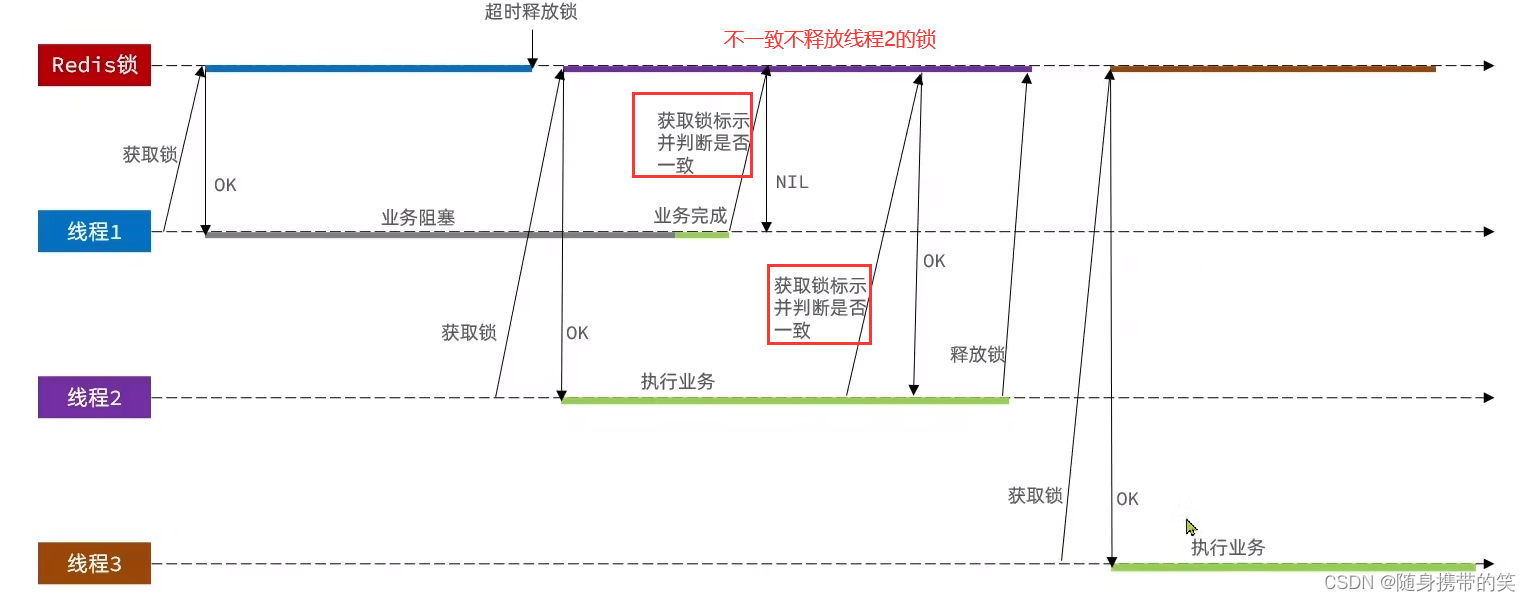 超时释放锁
不一致不释放线程2的锁
Redis锁
获取锁标示
并判断是否
一致
获取锁
OK
NIL
线程1
业务阻塞
业务完成
OK
获取锁标示
并判断是否
一致
获取锁
OK
释放锁
线程2
执行业务
获取锁
OK
执行业务
线程3
CSDN @随身携带的笑